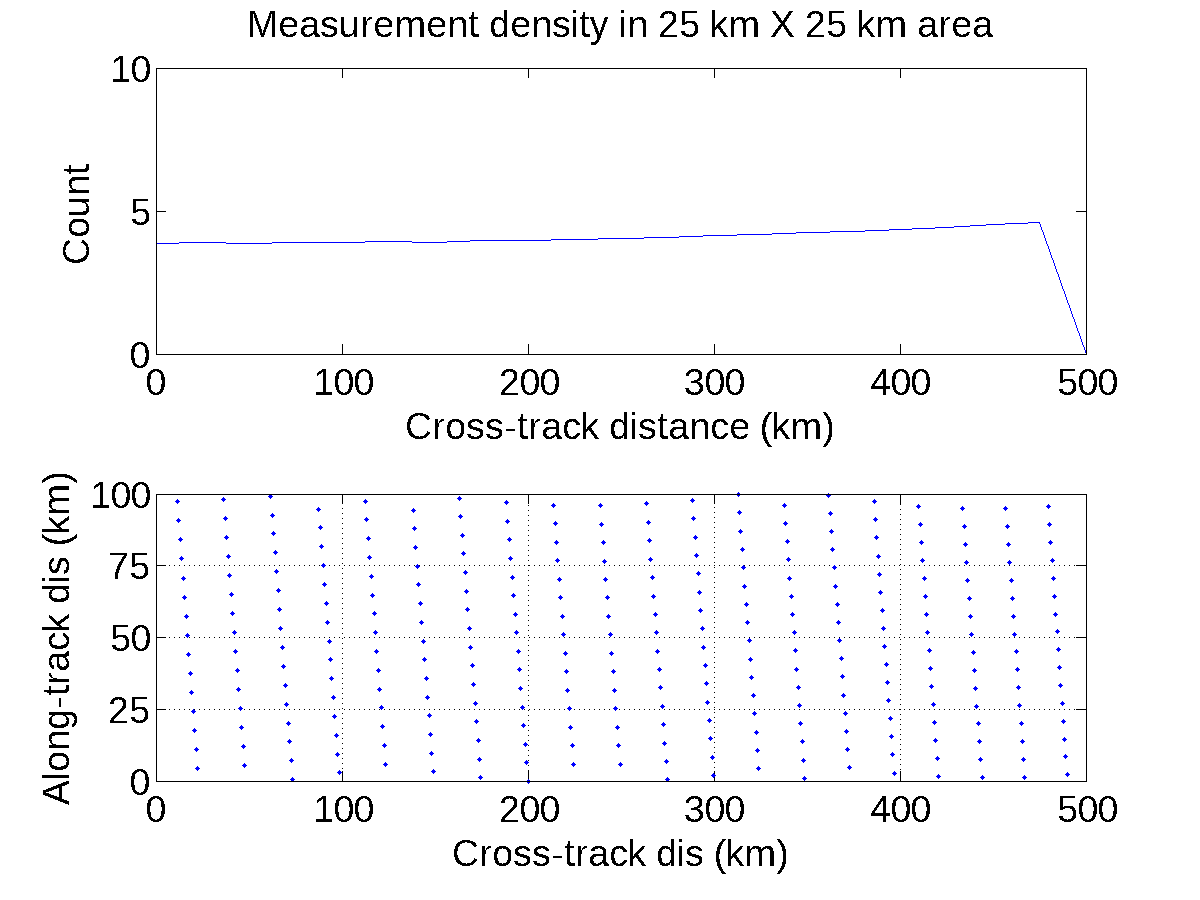 Measurement density in 25 km X 25 km area
10
5
0
Count
0 100 200 300 400 500
Cross-track distance (km)
100
75
50
25
0
Along-track dis (km)
0 100 200 300 400 500
Cross-track dis (km)